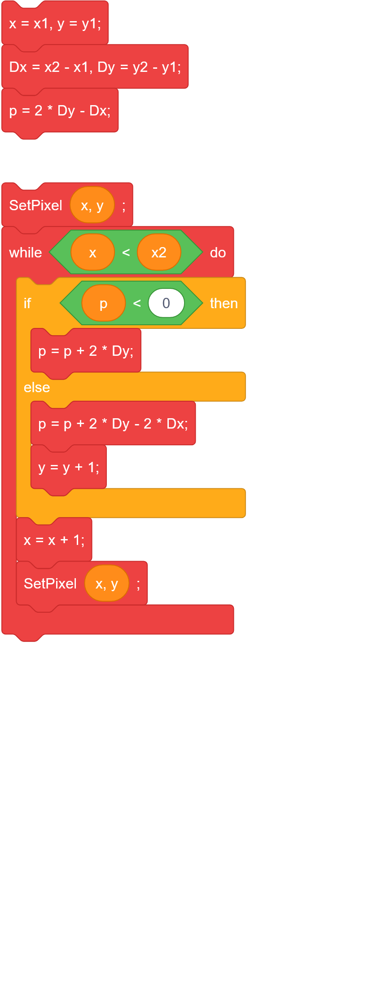 x = x1, y = y1;
Dx = x2 - x1, Dy = y2 - y1;
p = 2 * Dy - Dx;
SetPixel x, y ;
while x < x2 do
if p < 0 then
p = p + 2 * Dy;
else
p = p + 2 * Dy - 2 * Dx;
y = y + 1;
x = x + 1;
SetPixel x, y ;